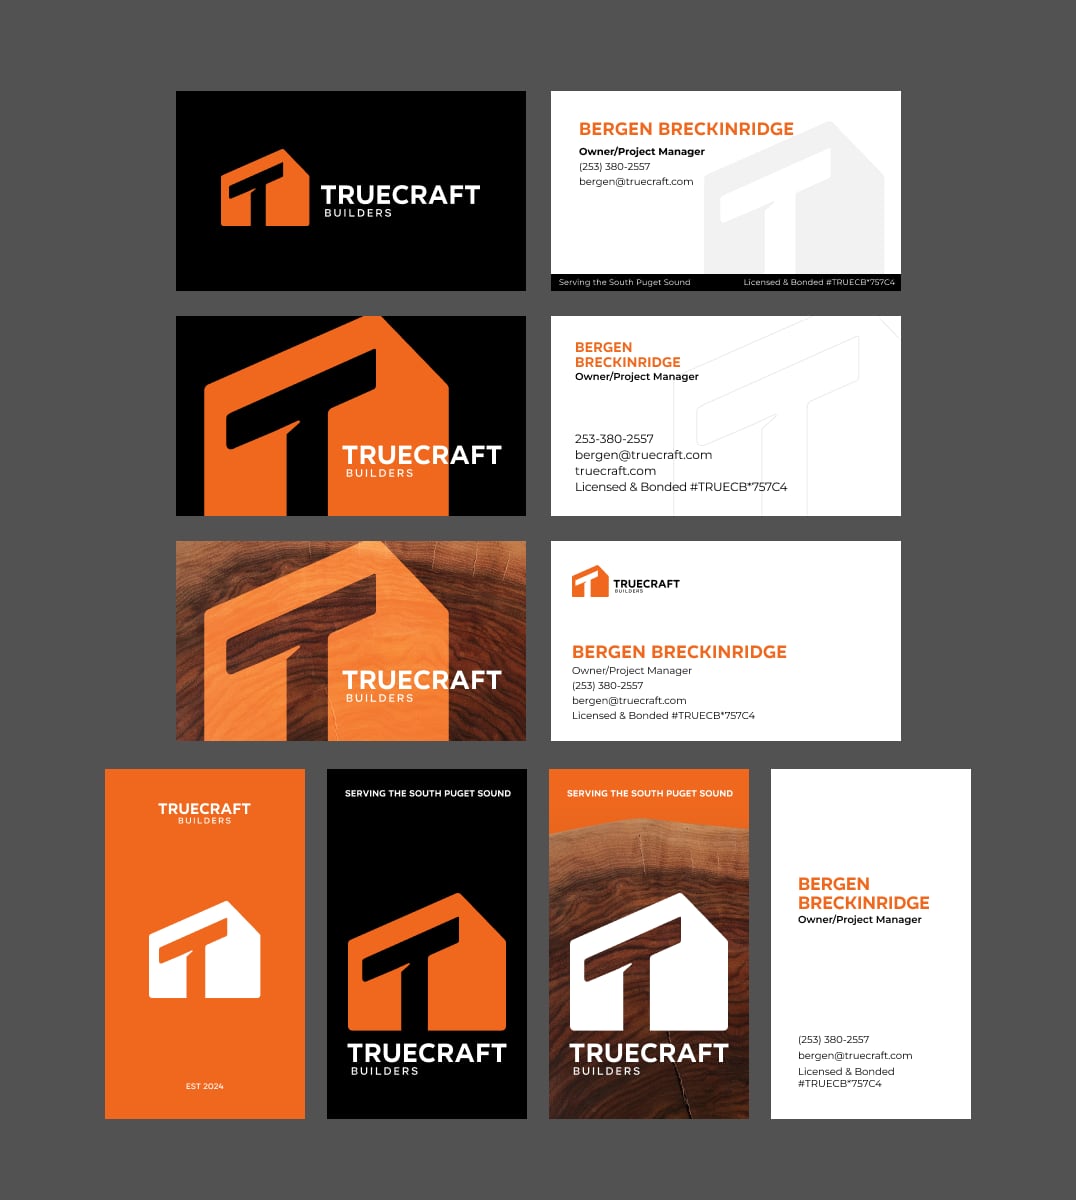 TRUECRAFT
BUILDERS
BERGEN BRECKINRIDGE
Owner/Project Manager
(253) 380-2557
bergen@truecraft.com
Serving the South Puget Sound
Licensed & Bonded #TRUECB*757C4
TRUECRAFT
BUILDERS
BERGEN
BRECKINRIDGE
Owner/Project Manager
253-380-2557
bergen@truecraft.com
truecraft.com
Licensed & Bonded #TRUECB*757C4
TRUECRAFT
BUILDERS
TRUECRAFT
BUILDERS
BERGEN BRECKINRIDGE
Owner/Project Manager
(253) 380-2557
bergen@truecraft.com
Licensed & Bonded #TRUECB*757C4
TRUECRAFT
BUILDERS
EST 2024
SERVING THE SOUTH PUGET SOUND
TRUECRAFT
BUILDERS
SERVING THE SOUTH PUGET SOUND
TRUECRAFT
BUILDERS
BERGEN
BRECKINRIDGE
Owner/Project Manager
(253) 380-2557
bergen@truecraft.com
Licensed & Bonded
#TRUECB*757C4